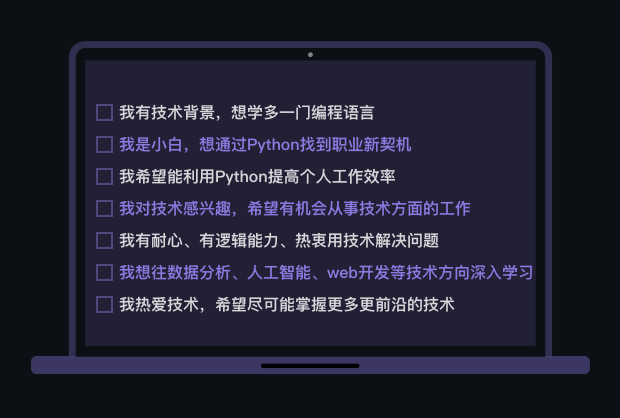 我有技术背景，想学多一门编程语言
我是小白，想通过Python找到职业新契机
我希望能利用Python提高个人工作效率
我对技术感兴趣，希望有机会从事技术方面的工作
我有耐心、有逻辑能力、热衷用技术解决问题
我想往数据分析、人工智能、web开发等技术方向深入学习
我热爱技术，希望尽可能掌握更多更前沿的技术